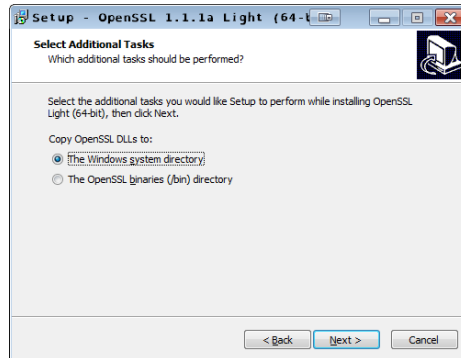 Setup - OpenSSL 1.1.1a Light (64-
Select Additional Tasks
Which additional tasks should be performed?
Select the additional tasks you would like Setup to perform while installing OpenSSL
Light (64-bit), then click Next.
Copy OpenSSL DLLs to:
The Windows system directory
The OpenSSL binaries (/bin) directory
< Back
Next >
Cancel